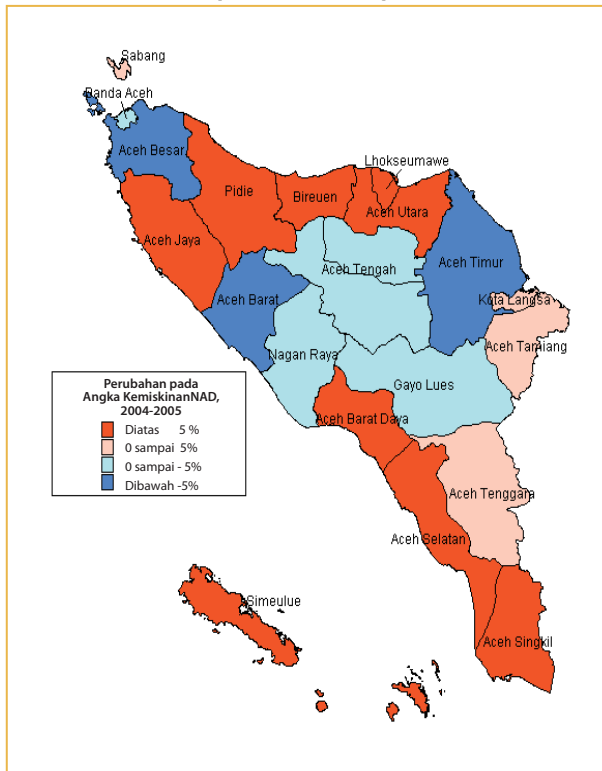 Sabang
Banda Aceh
Aceh Besar
Lhokseumawe
Pidie
Bireuen
Aceh Utara
Aceh Jaya
Aceh Tengah
Aceh Timur
Aceh Barat
Kota Langsa
Aceh Tamiang
Nagan Raya
Gayo Lues
Perubahan pada
Angka KemiskinanNAD,
2004-2005
Diatas 5 %
0 sampai 5%
0 sampai - 5%
Dibawah -5%
Aceh Barat Daya
Aceh Tenggara
Aceh Selatan
Simeulue
Aceh Singkil